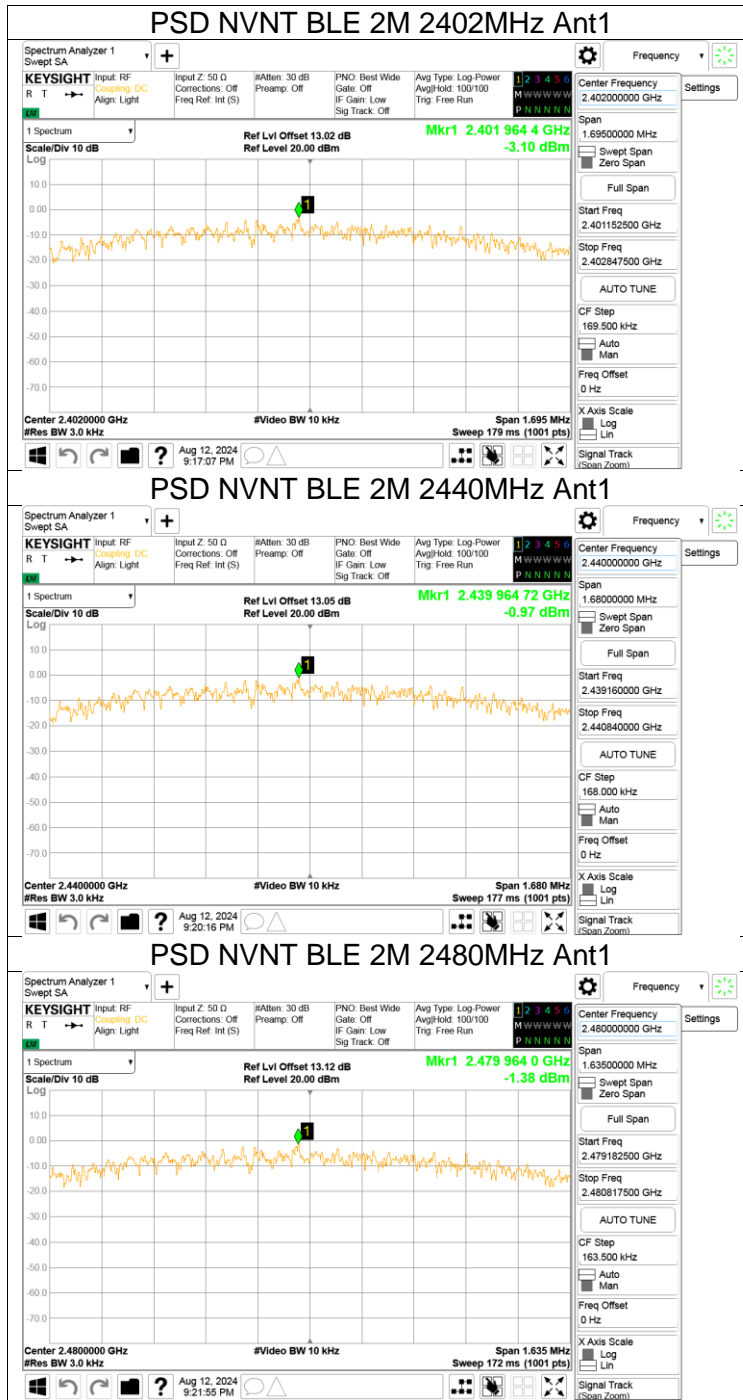 PSD NVNT BLE 2M 2402MHz Ant1
Spectrum Analyzer 1
Swept SA
+
Frequency
KEYSIGHT
R T
LNI
Input: RF
Coupling: DC
Align: Light
Input Z: 50 Ω
Corrections: Off
Freq Ref: Int (S)
#Atten: 30 dB
Preamp: Off
PNO: Best Wide
Gate: Off
IF Gain: Low
Sig Track: Off
Avg Type: Log-Power
Avg|Hold: 100/100
Trig: Free Run
1 2 3 4 5 6
M W W W W W
P N N N N N
Center Frequency
2.402000000 GHz
Settings
Span
1.69500000 MHz
Swept Span
Zero Span
Full Span
Start Freq
2.401152500 GHz
Stop Freq
2.402847500 GHz
AUTO TUNE
CF Step
169.500 kHz
Auto
Man
Freq Offset
0 Hz
X Axis Scale
Log
Lin
Signal Track
(Span Zoom)
1 Spectrum
Scale/Div 10 dB
Ref Lvl Offset 13.02 dB
Ref Level 20.00 dBm
Mkr1 2.401 964 4 GHz
-3.10 dBm
Log
1
10.0
0.00
-10.0
-20.0
-30.0
-40.0
-50.0
-60.0
-70.0
Center 2.4020000 GHz
#Res BW 3.0 kHz
#Video BW 10 kHz
Span 1.695 MHz
Sweep 179 ms (1001 pts)
?
Aug 12, 2024
9:17:07 PM
PSD NVNT BLE 2M 2440MHz Ant1
Spectrum Analyzer 1
Swept SA
+
Frequency
KEYSIGHT
R T
LNI
Input: RF
Coupling: DC
Align: Light
Input Z: 50 Ω
Corrections: Off
Freq Ref: Int (S)
#Atten: 30 dB
Preamp: Off
PNO: Best Wide
Gate: Off
IF Gain: Low
Sig Track: Off
Avg Type: Log-Power
Avg|Hold: 100/100
Trig: Free Run
1 2 3 4 5 6
M W W W W W
P N N N N N
Center Frequency
2.440000000 GHz
Settings
Span
1.68000000 MHz
Swept Span
Zero Span
Full Span
Start Freq
2.439160000 GHz
Stop Freq
2.440840000 GHz
AUTO TUNE
CF Step
168.000 kHz
Auto
Man
Freq Offset
0 Hz
X Axis Scale
Log
Lin
Signal Track
(Span Zoom)
1 Spectrum
Scale/Div 10 dB
Ref Lvl Offset 13.05 dB
Ref Level 20.00 dBm
Mkr1 2.439 964 72 GHz
-0.97 dBm
Log
1
10.0
0.00
-10.0
-20.0
-30.0
-40.0
-50.0
-60.0
-70.0
Center 2.4400000 GHz
#Res BW 3.0 kHz
#Video BW 10 kHz
Span 1.680 MHz
Sweep 177 ms (1001 pts)
?
Aug 12, 2024
9:20:16 PM
PSD NVNT BLE 2M 2480MHz Ant1
Spectrum Analyzer 1
Swept SA
+
Frequency
KEYSIGHT
R T
LNI
Input: RF
Coupling: DC
Align: Light
Input Z: 50 Ω
Corrections: Off
Freq Ref: Int (S)
#Atten: 30 dB
Preamp: Off
PNO: Best Wide
Gate: Off
IF Gain: Low
Sig Track: Off
Avg Type: Log-Power
Avg|Hold: 100/100
Trig: Free Run
1 2 3 4 5 6
M W W W W W
P N N N N N
Center Frequency
2.480000000 GHz
Settings
Span
1.63500000 MHz
Swept Span
Zero Span
Full Span
Start Freq
2.479182500 GHz
Stop Freq
2.480817500 GHz
AUTO TUNE
CF Step
163.500 kHz
Auto
Man
Freq Offset
0 Hz
X Axis Scale
Log
Lin
Signal Track
(Span Zoom)
1 Spectrum
Scale/Div 10 dB
Ref Lvl Offset 13.12 dB
Ref Level 20.00 dBm
Mkr1 2.479 964 0 GHz
-1.38 dBm
Log
1
10.0
0.00
-10.0
-20.0
-30.0
-40.0
-50.0
-60.0
-70.0
Center 2.4800000 GHz
#Res BW 3.0 kHz
#Video BW 10 kHz
Span 1.635 MHz
Sweep 172 ms (1001 pts)
?
Aug 12, 2024
9:21:55 PM